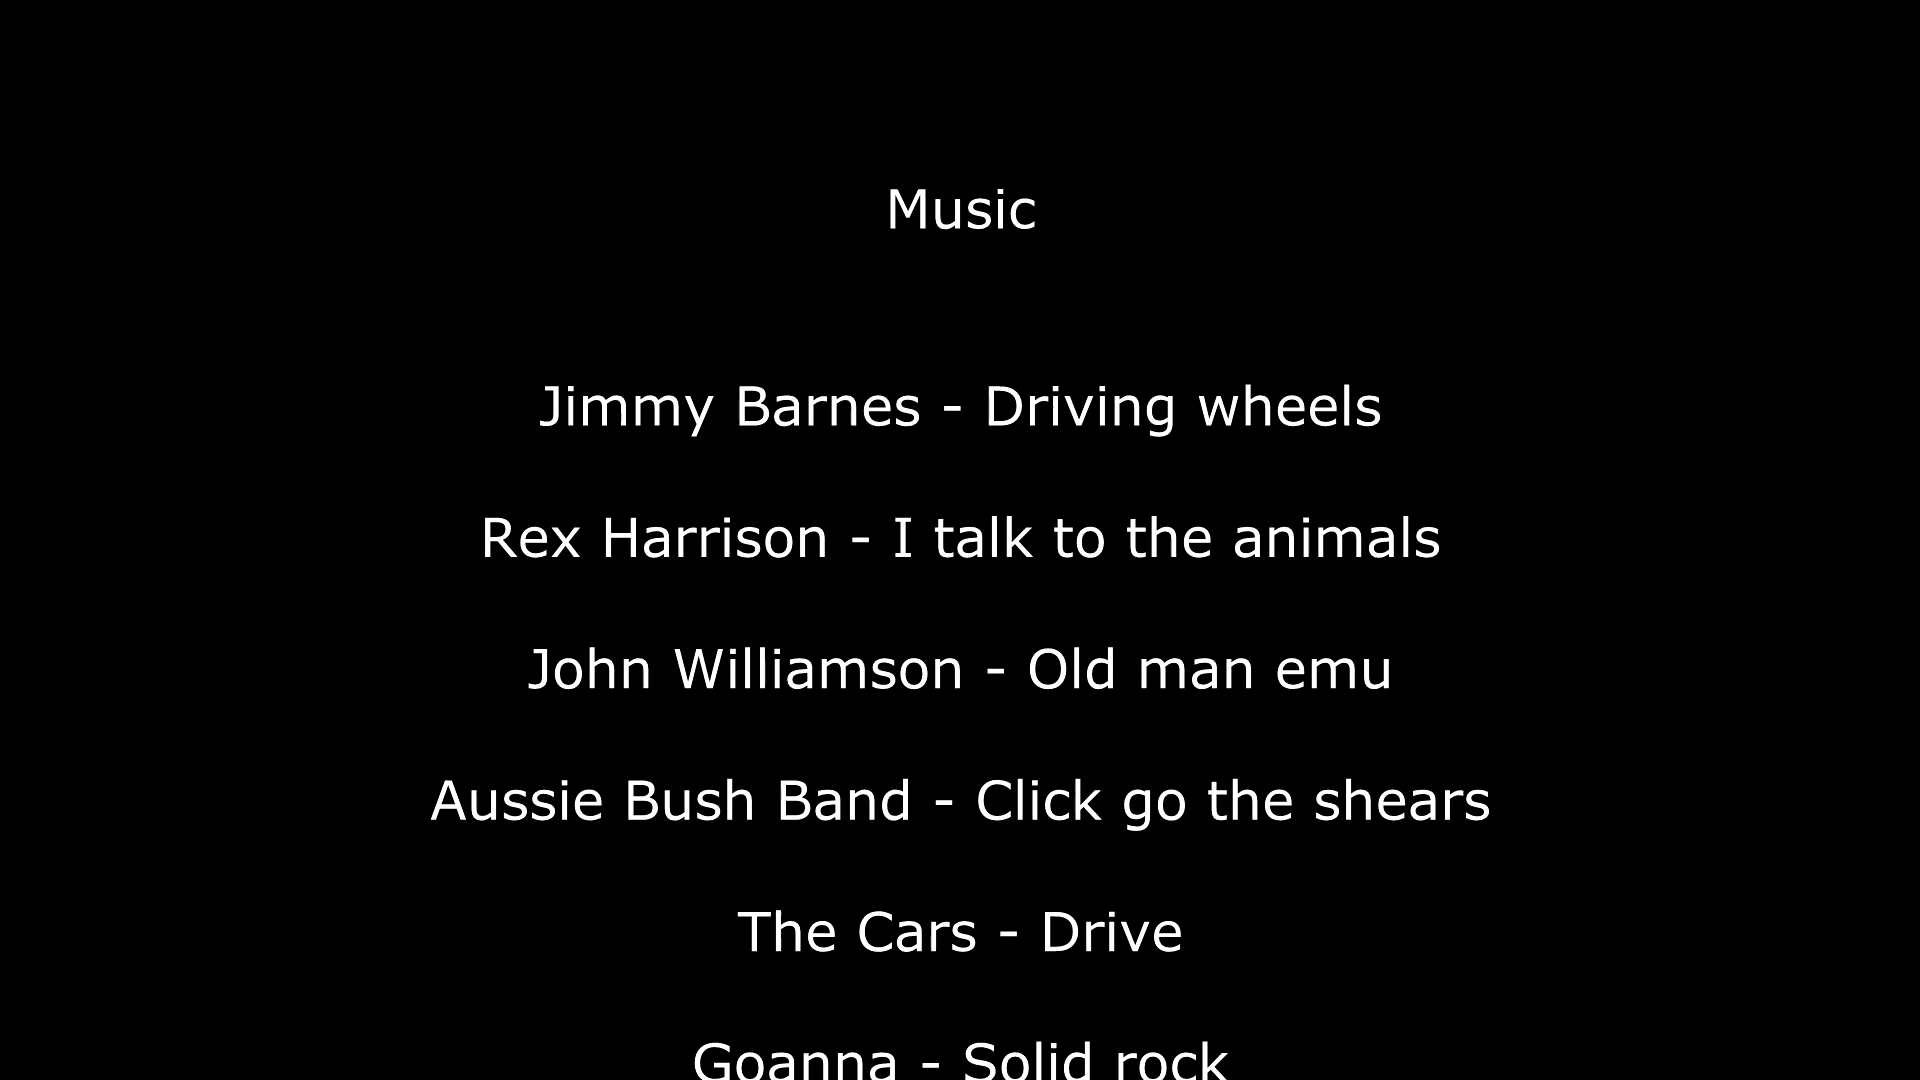 Music
Jimmy Barnes - Driving wheels
Rex Harrison - I talk to the animals
John Williamson - Old man emu
Aussie Bush Band - Click go the shears
The Cars - Drive
Goanna - Solid rock